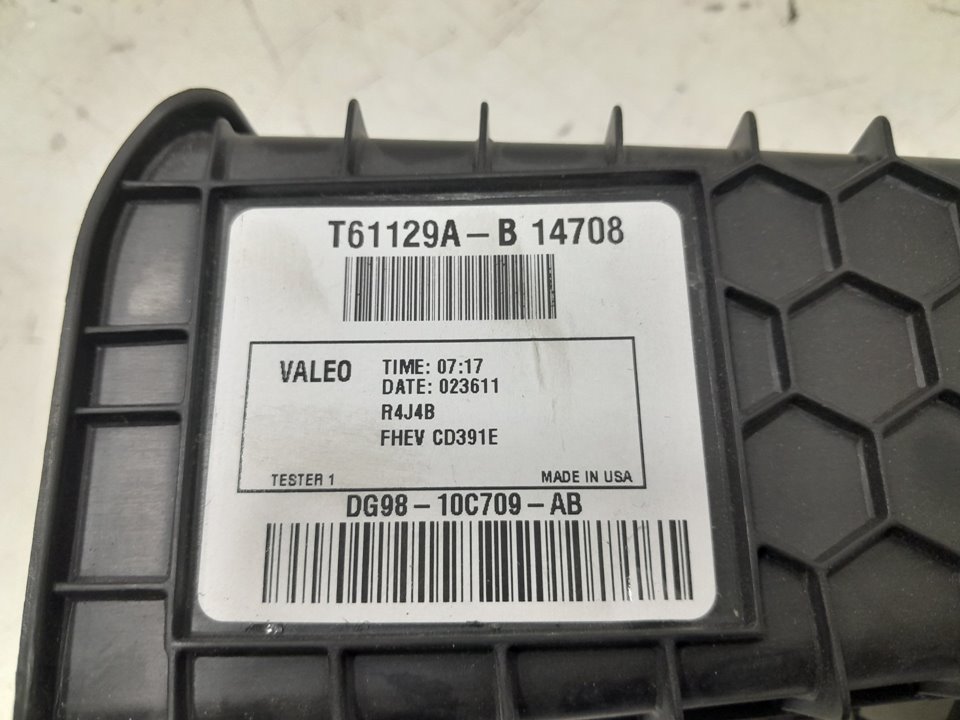 T61129A-B 14708
VALEO
TIME: 07:17
DATE: 023611
R4J4B
FHEV CD391E
TESTER 1
MADE IN USA
DG98-10C709-AB